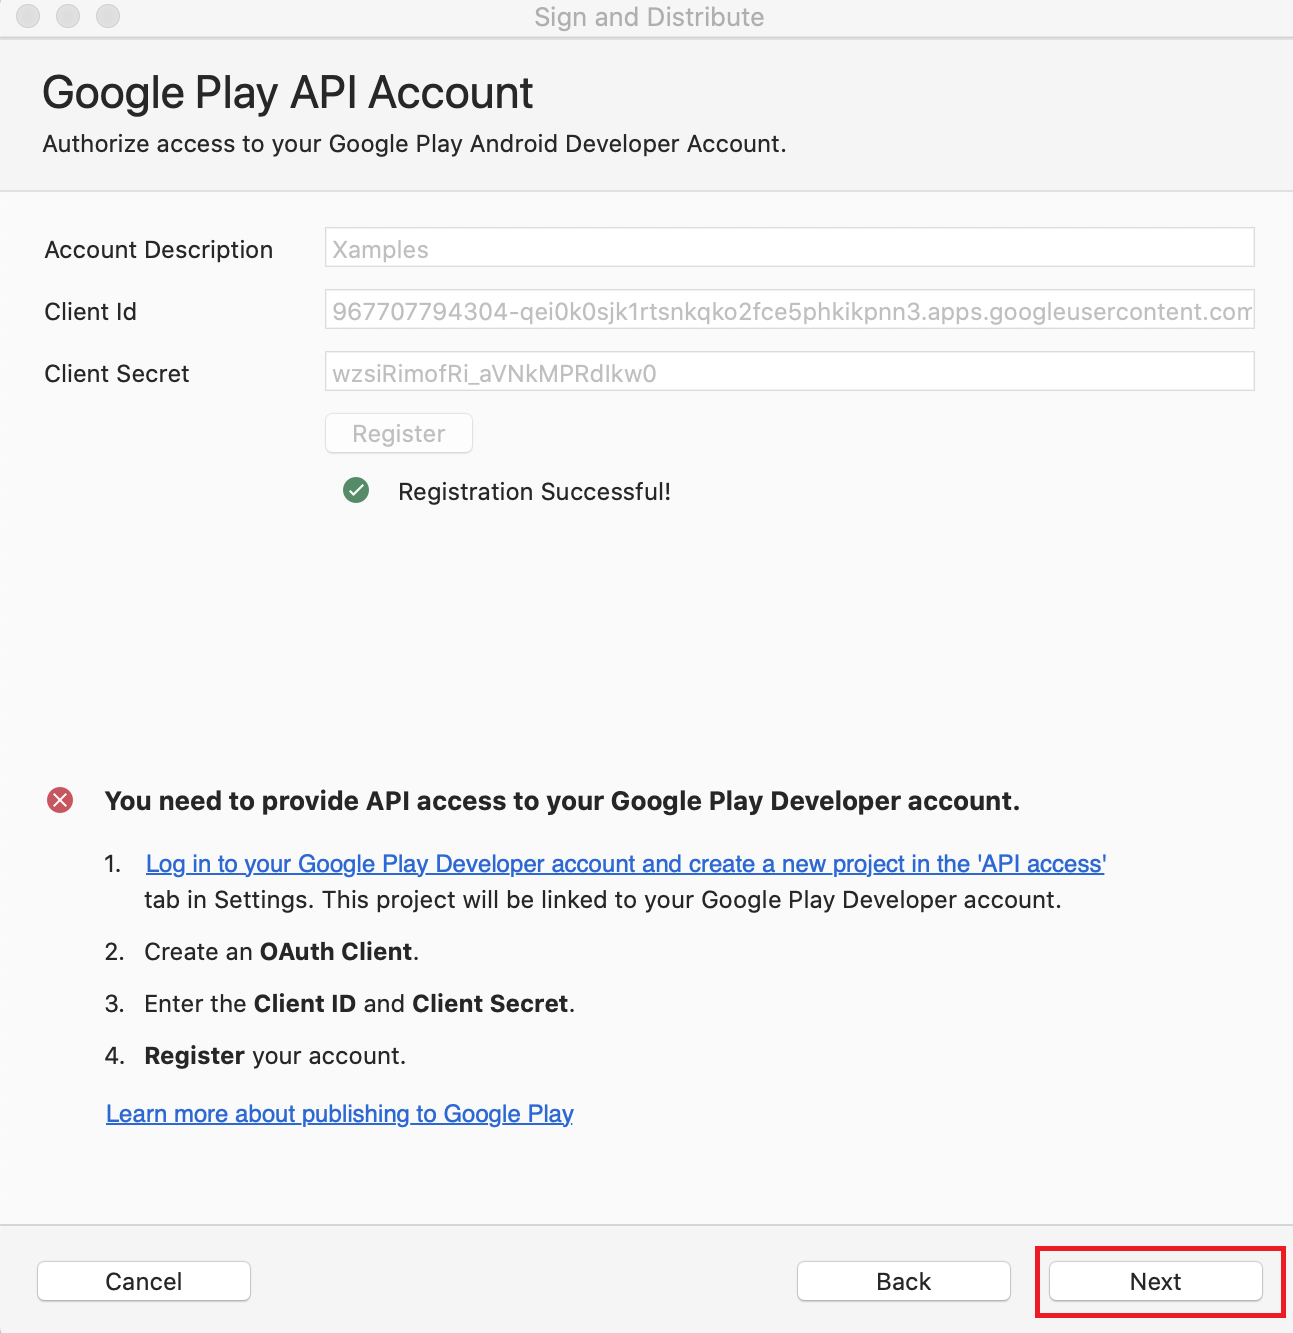 Sign and Distribute
Google Play API Account
Authorize access to your Google Play Android Developer Account.
Account Description Xamples
Client Id 967707794304-qei0k0sjk1rtsnkqko2fce5phkikpnn3.apps.googleusercontent.com
Client Secret wzsiRimofRi_aVNkMPRdIkw0
Register
Registration Successful!
You need to provide API access to your Google Play Developer account.
1. Log in to your Google Play Developer account and create a new project in the 'API access'
tab in Settings. This project will be linked to your Google Play Developer account.
2. Create an OAuth Client.
3. Enter the Client ID and Client Secret.
4. Register your account.
Learn more about publishing to Google Play
Cancel Back Next